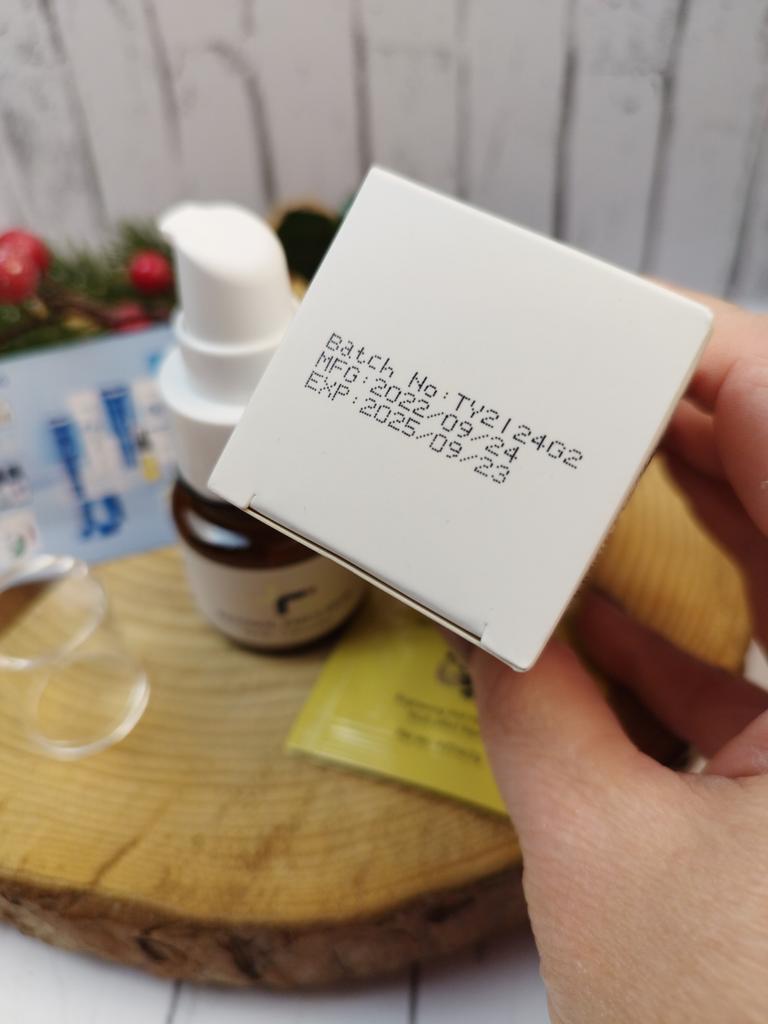 Batch No:TY2124G2
MFG:2022/09/24
EXP:2025/09/23